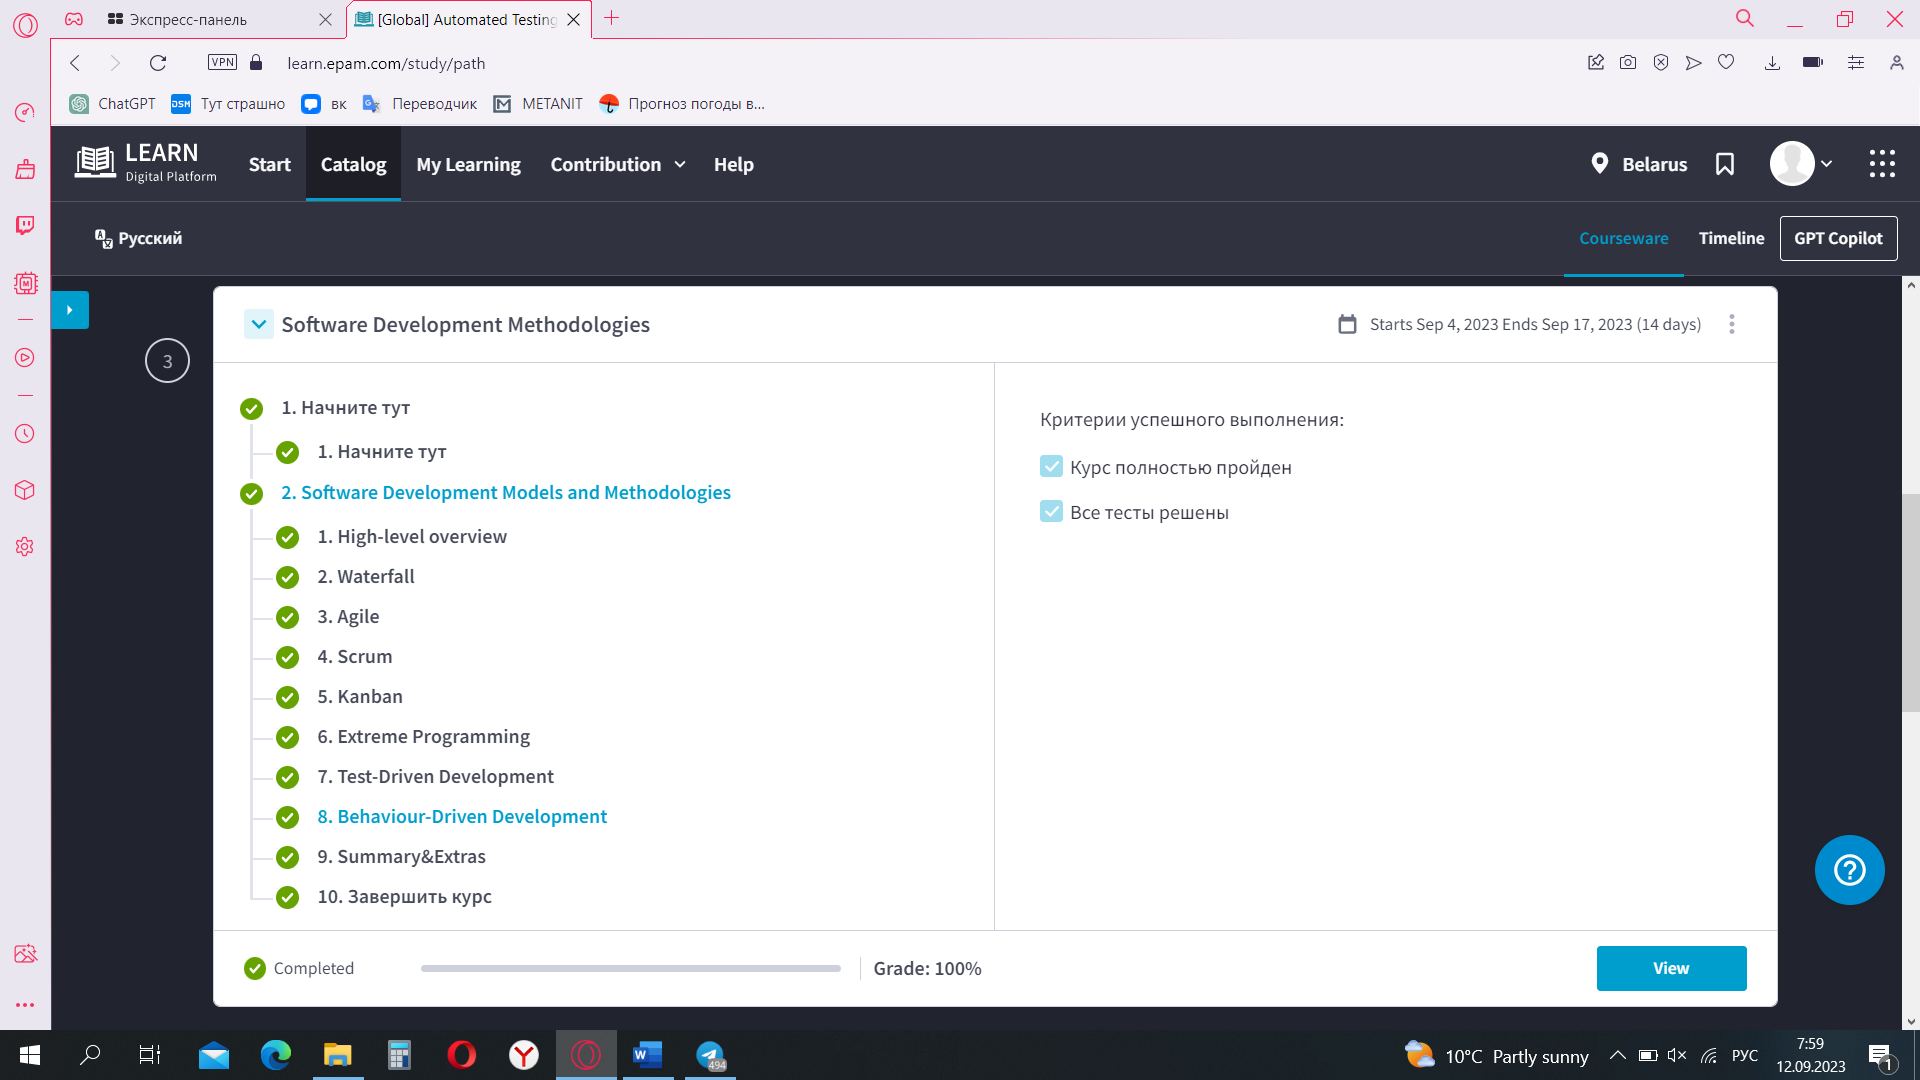 Экспресс-панель
[Global] Automated Testing
VPN
learn.epam.com/study/path
ChatGPT
DSM
Тут страшно
вк
Переводчик
METANIT
Прогноз погоды в...
LEARN
Digital Platform
Start
Catalog
My Learning
Contribution
Help
Belarus
Русский
Courseware
Timeline
GPT Copilot
3
Software Development Methodologies
Starts Sep 4, 2023 Ends Sep 17, 2023 (14 days)
1. Начните тут
1. Начните тут
2. Software Development Models and Methodologies
1. High-level overview
2. Waterfall
3. Agile
4. Scrum
5. Kanban
6. Extreme Programming
7. Test-Driven Development
8. Behaviour-Driven Development
9. Summary&Extras
10. Завершить курс
Критерии успешного выполнения:
Курс полностью пройден
Все тесты решены
Completed
Grade: 100%
View
494
10°C Partly sunny
РУС
7:59
12.09.2023
1